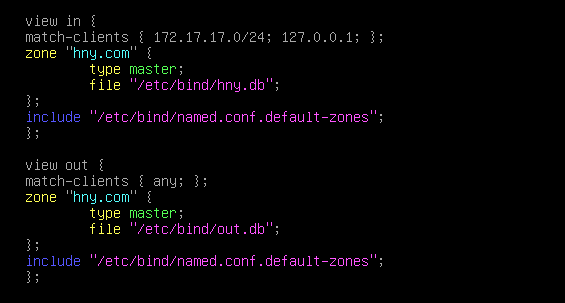 view in {
match-clients { 172.17.17.0/24; 127.0.0.1; };
zone "hny.com" {
        type master;
        file "/etc/bind/hny.db";
};
include "/etc/bind/named.conf.default-zones";
};

view out {
match-clients { any; };
zone "hny.com" {
        type master;
        file "/etc/bind/out.db";
};
include "/etc/bind/named.conf.default-zones";
};